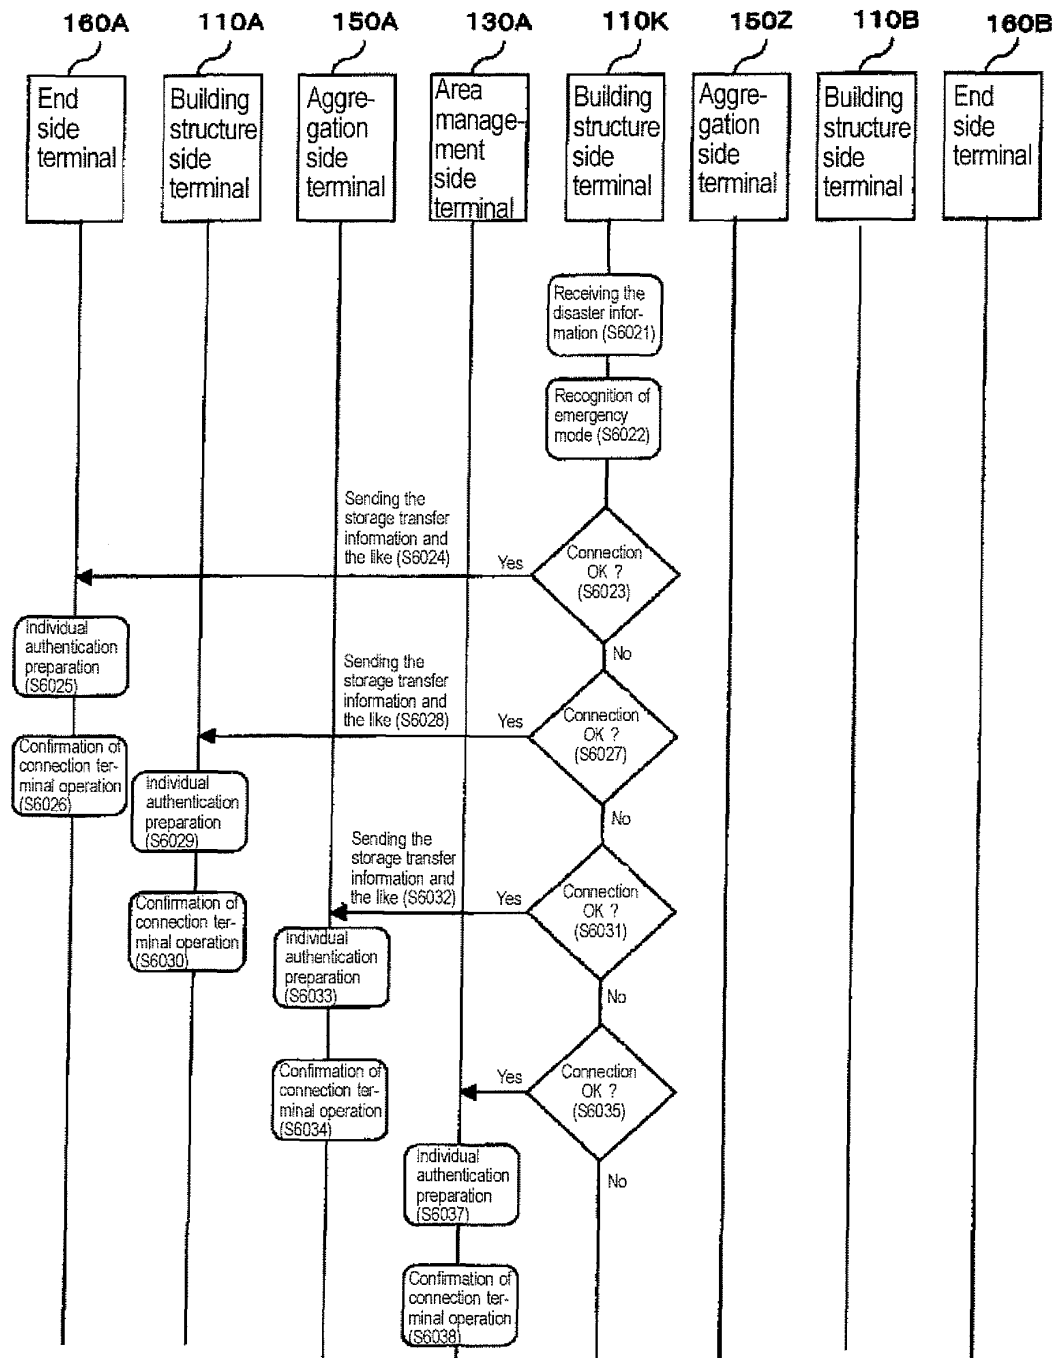 160A 110A 150A 130A 110K 150Z 110B 160B
End
side
terminal
Building
structure
side
terminal
Aggre-
gation
side
terminal
Area
manage-
ment
side
terminal
Building
structure
side
terminal
Aggre-
gation
side
terminal
Building
structure
side
terminal
End
side
terminal
Receiving the
disaster infor-
mation (S6021)
Recognition of
emergency
mode (S6022)
Sending the
storage transfer
information and
the like (S6024)
Yes
Connection
OK ?
(S6023)
No
Individual
authentication
preparation
(S6025)
Confirmation of
connection ter-
minal operation
(S6026)
Sending the
storage transfer
information and
the like (S6028)
Yes
Connection
OK ?
(S6027)
No
Individual
authentication
preparation
(S6029)
Confirmation of
connection ter-
minal operation
(S6030)
Sending the
storage transfer
information and
the like (S6032)
Yes
Connection
OK ?
(S6031)
No
Individual
authentication
preparation
(S6033)
Confirmation of
connection ter-
minal operation
(S6034)
Yes
Connection
OK ?
(S6035)
No
Individual
authentication
preparation
(S6037)
Confirmation of
connection ter-
minal operation
(S6038)